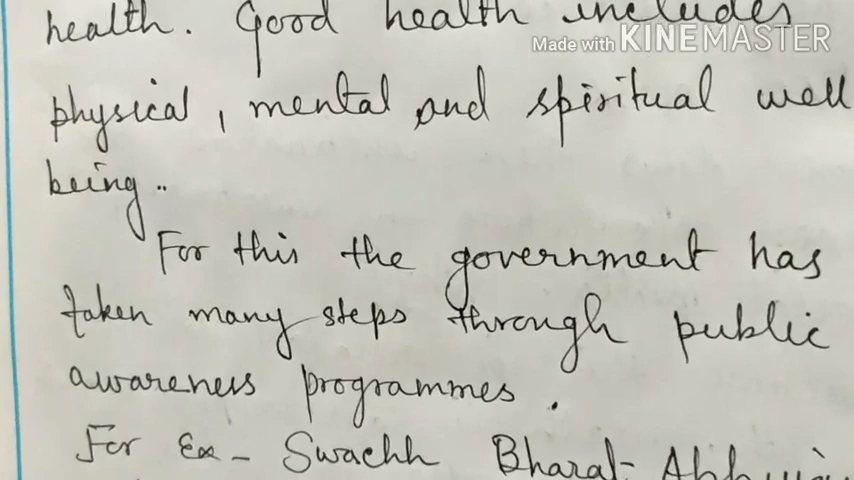 health. Good health includes
Made with KINEMASTER
physical, mental and spiritual well
being..
For this the government has
taken many steps through public
awareness programmes.
For Ex - Swachh Bharat